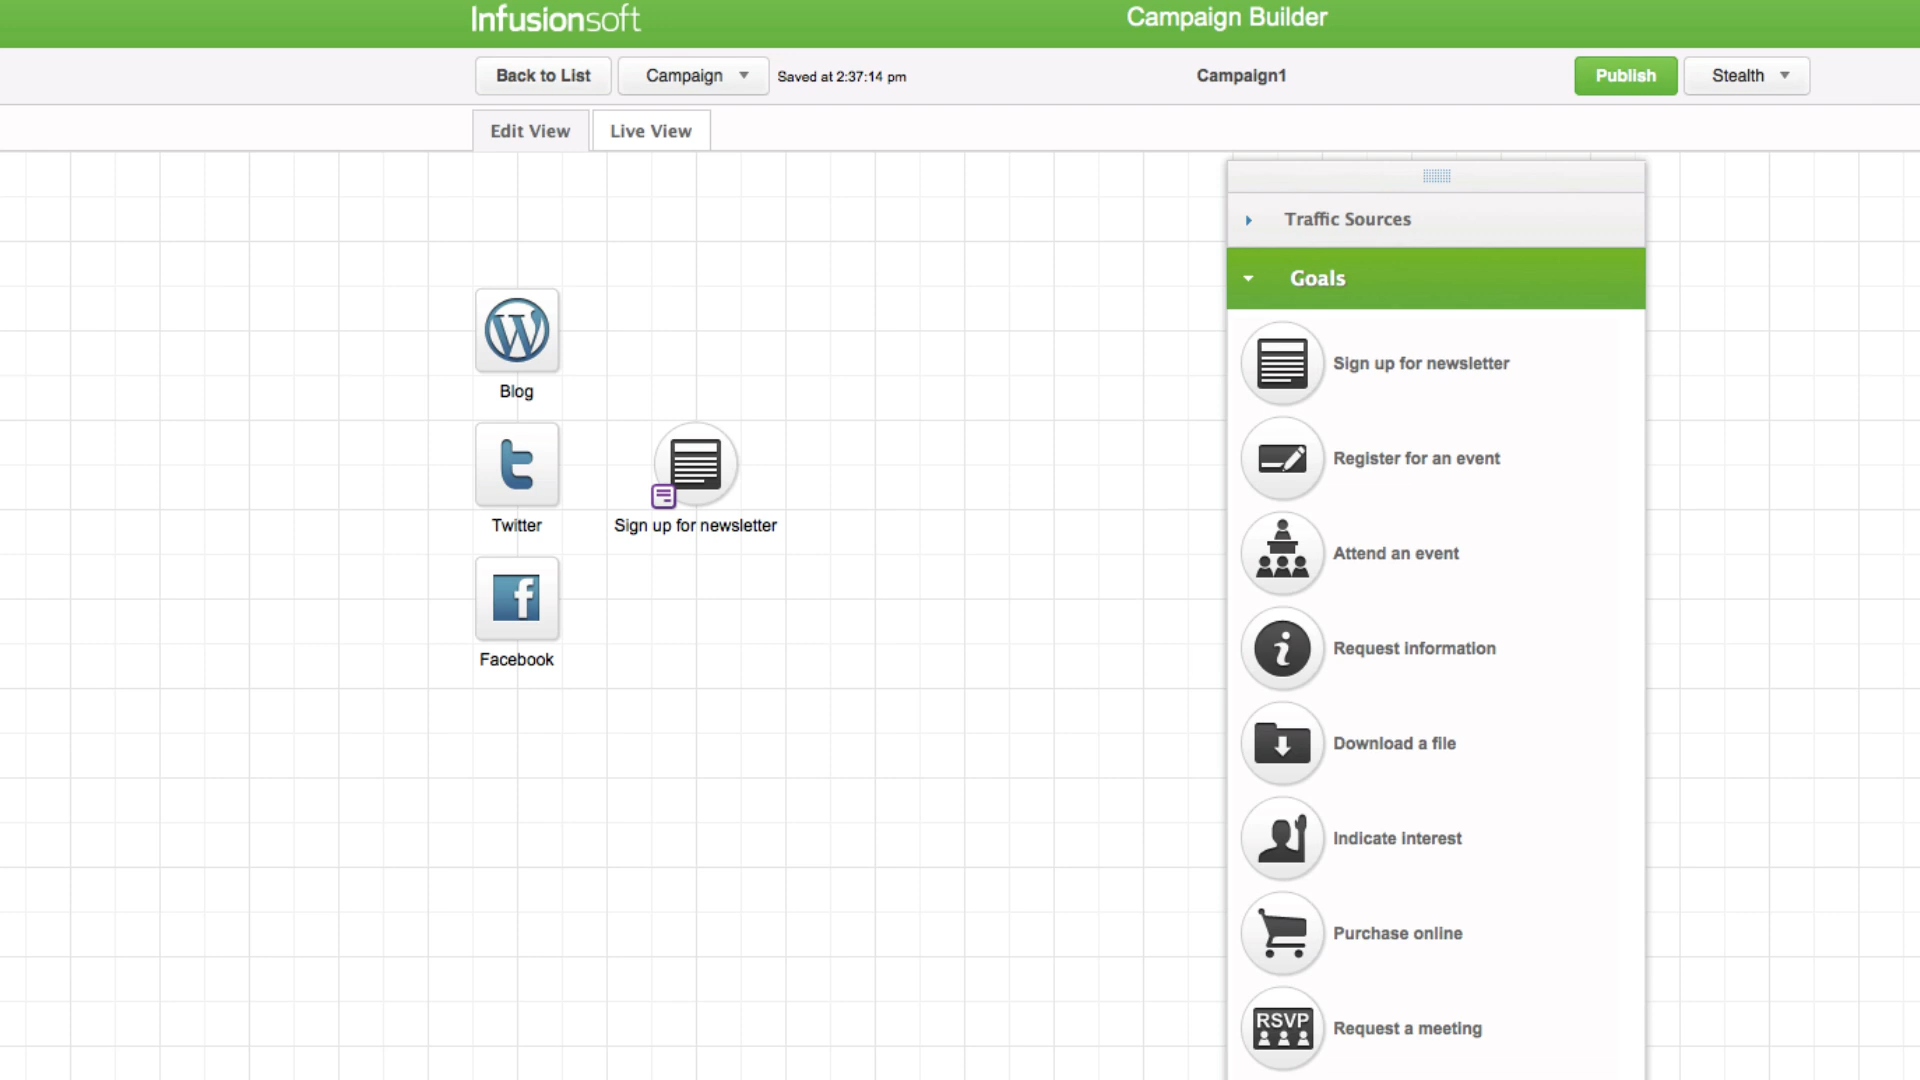 Infusionsoft
Campaign Builder
Back to List
Campaign
Saved at 2:37:14 pm
Campaign1
Publish
Stealth
Edit View
Live View
Traffic Sources
Goals
Blog
Twitter
Facebook
Sign up for newsletter
Sign up for newsletter
Register for an event
Attend an event
Request information
Download a file
Indicate interest
Purchase online
RSVP
Request a meeting